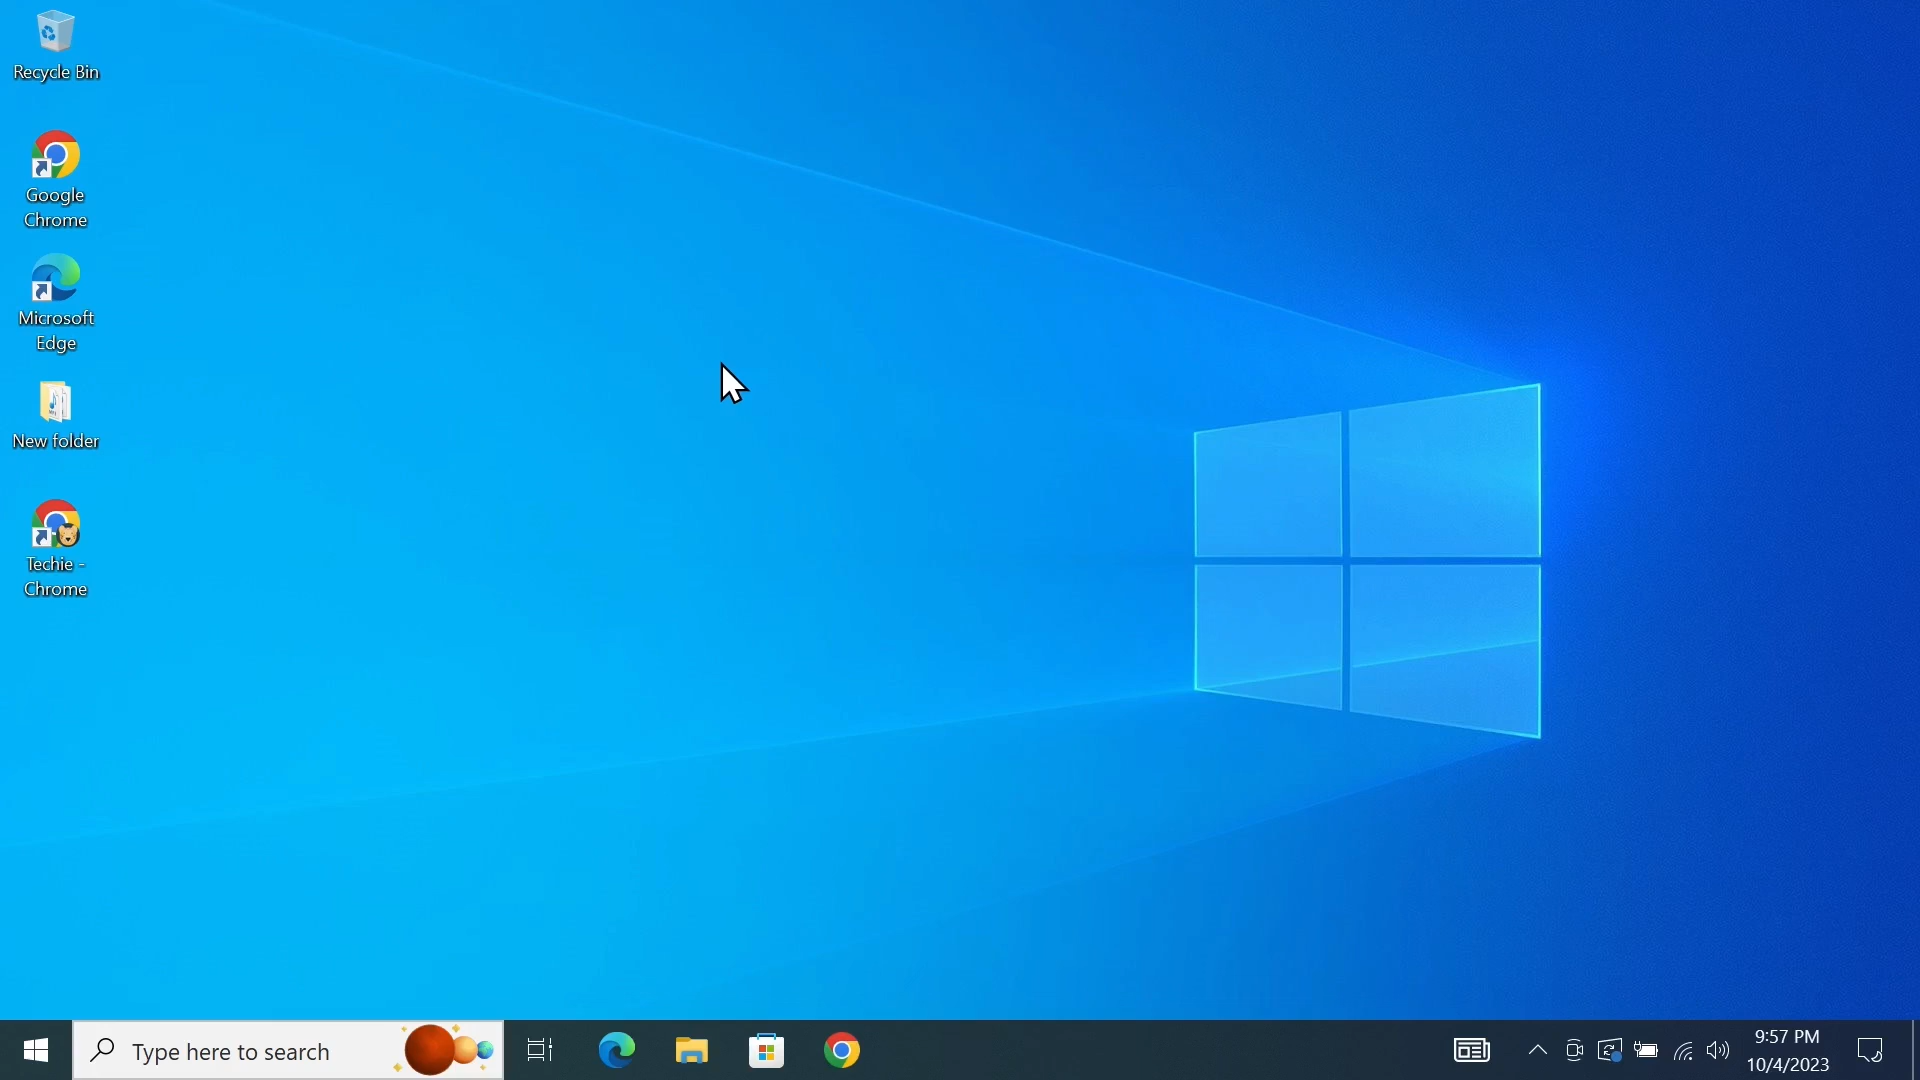 Recycle Bin
Google
Chrome
Microsoft
Edge
New folder
Techie -
Chrome
Type here to search
9:57 PM
10/4/2023